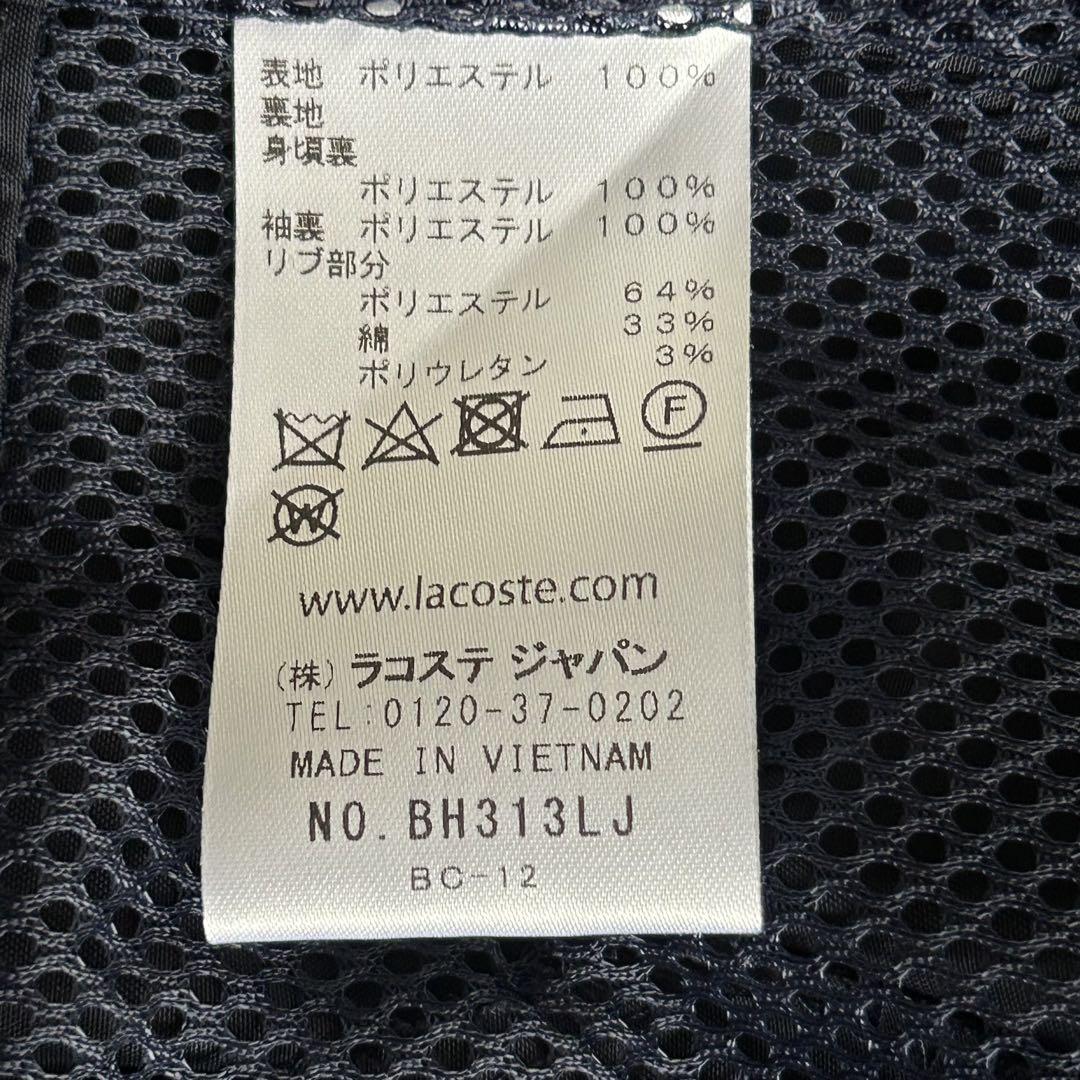 表地 ポリエステル 100%
裏地
身頃裏
ポリエステル 100%
袖裏 ポリエステル 100%
リブ部分
ポリエステル 64%
綿 33%
ポリウレタン 3%
F
W
www.lacoste.com
(株) ラコステ ジャパン
TEL:0120-37-0202
MADE IN VIETNAM
NO. BH313LJ
BC-12